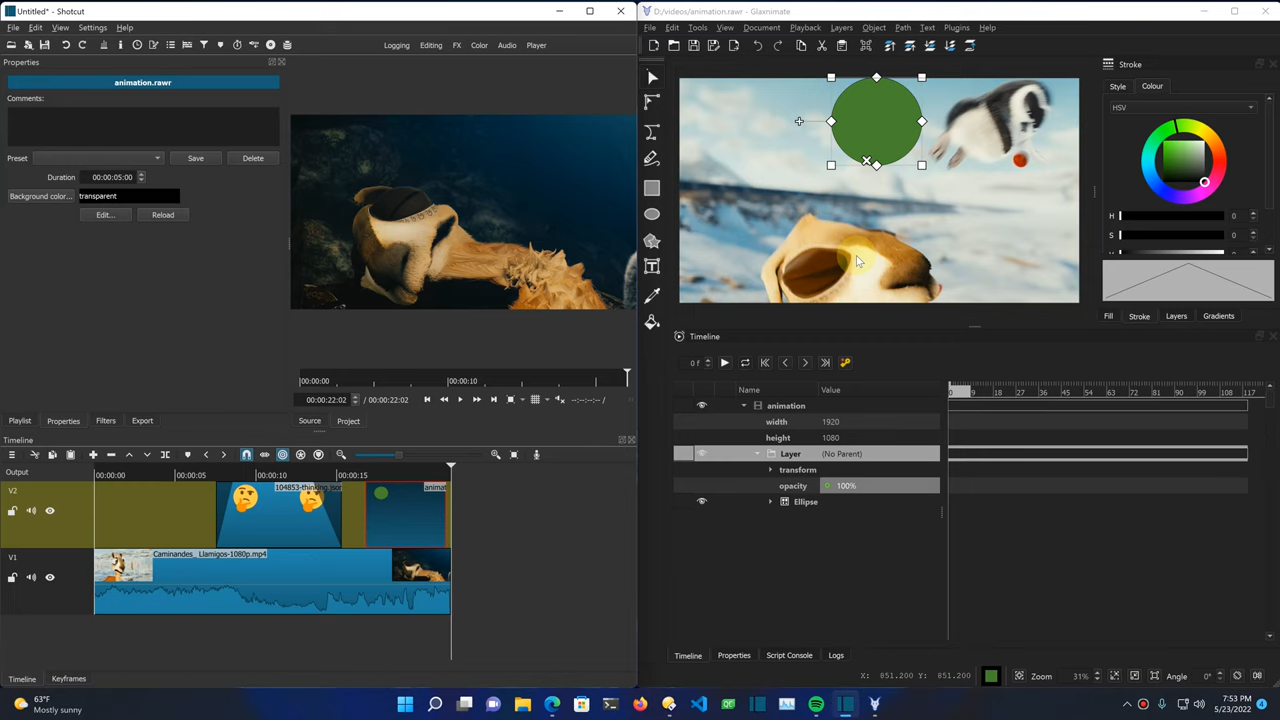 Untitled* - Shotcut
File Edit View Settings Help
Logging Editing FX Color Audio Player
Properties
animation.rawr
Comments:
Preset
Save
Delete
Duration
00:00:05:00
Background color...
transparent
Edit...
Reload
00:00:00
00:00:10
00:00:22:02
/ 00:00:22:02
--:--:--:-- /
Playlist Properties Filters Export
Source Project
Timeline
Output
00:00:00 00:00:05 00:00:10 00:00:15
V2
104853-thinking.json
animat
V1
Caminandes_ Llamigos-1080p.mp4
Timeline Keyframes
D:/videos/animation.rawr - Glaxnimate
File Edit Tools View Document Playback Layers Object Path Text Plugins Help
Stroke
Style Colour
HSV
H 0
S 0
Fill Stroke Layers Gradients
Timeline
0 f
Name Value
0 9 18 27 36 45 54 63 72 81 90 99 108 117
animation
width 1920
height 1080
Layer (No Parent)
transform
opacity 100%
Ellipse
Timeline Properties Script Console Logs
X: 851.200 Y: 851.200
Zoom 31%
Angle 0°
63°F
Mostly sunny
7:53 PM
5/23/2022